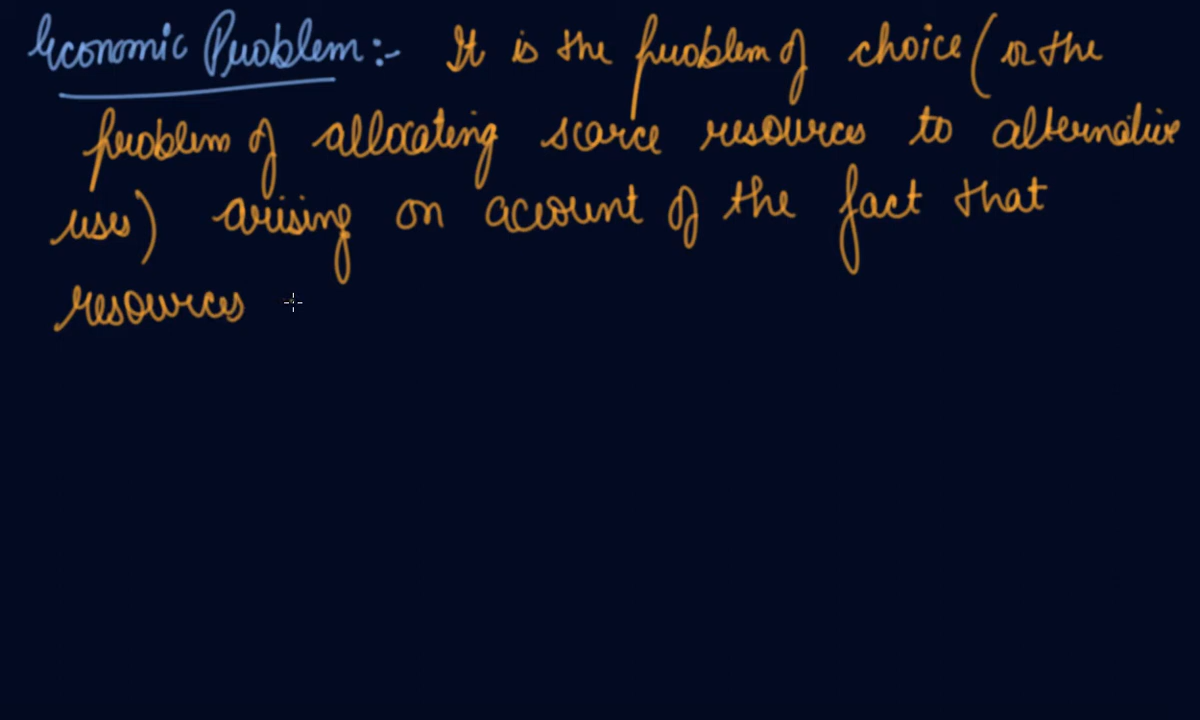 Economic Problem:- It is the problem of choice (or the
problem of allocating scarce resources to alternative
uses) arising on account of the fact that
resources